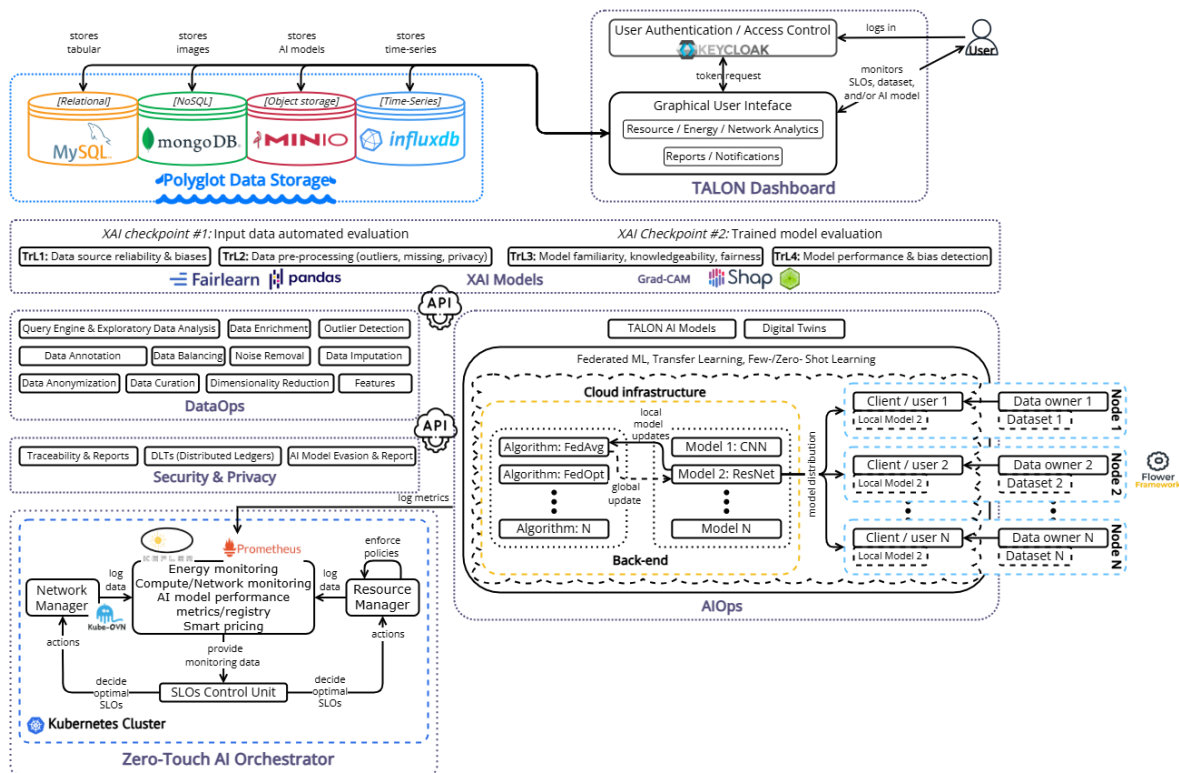 stores
tabular
stores
images
stores
AI models
stores
time-series
[Relational]
MySQL
[NoSQL]
mongoDB
[Object storage]
MINIO
[Time-Series]
influxdb
Polyglot Data Storage
User Authentication / Access Control
KEYCLOAK
logs in
User
token request
monitors
SLOs, dataset,
and/or AI model
Graphical User Inteface
Resource / Energy / Network Analytics
Reports / Notifications
TALON Dashboard
XAI checkpoint #1: Input data automated evaluation
XAI Checkpoint #2: Trained model evaluation
TrL1: Data source reliability & biases
TrL2: Data pre-processing (outliers, missing, privacy)
TrL3: Model familiarity, knowledgeability, fairness
TrL4: Model performance & bias detection
Fairlearn
pandas
XAI Models
Grad-CAM
Shap
API
Query Engine & Exploratory Data Analysis
Data Enrichment
Outlier Detection
Data Annotation
Data Balancing
Noise Removal
Data Imputation
Data Anonymization
Data Curation
Dimensionality Reduction
Features
DataOps
API
Traceability & Reports
DLTs (Distributed Ledgers)
AI Model Evasion & Report
Security & Privacy
log metrics
TALON AI Models
Digital Twins
Federated ML, Transfer Learning, Few-/Zero- Shot Learning
Cloud infrastructure
local
model
updates
Algorithm: FedAvg
Algorithm: FedOpt
Algorithm: N
global
update
Model 1: CNN
Model 2: ResNet
Model N
Back-end
model distribution
Client / user 1
Local Model 2
Data owner 1
Dataset 1
Node 1
Client / user 2
Local Model 2
Data owner 2
Dataset 2
Node 2
Client / user N
Local Model 2
Data owner N
Dataset N
Node N
Flower
Framework
AIOps
KEPLER
Prometheus
enforce
policies
Energy monitoring
Compute/Network monitoring
AI model performance
metrics/registry
Smart pricing
log
data
log
data
Network
Manager
Kube-OVN
Resource
Manager
actions
actions
provide
monitoring data
decide
optimal
SLOs
SLOs Control Unit
decide
optimal
SLOs
Kubernetes Cluster
Zero-Touch AI Orchestrator